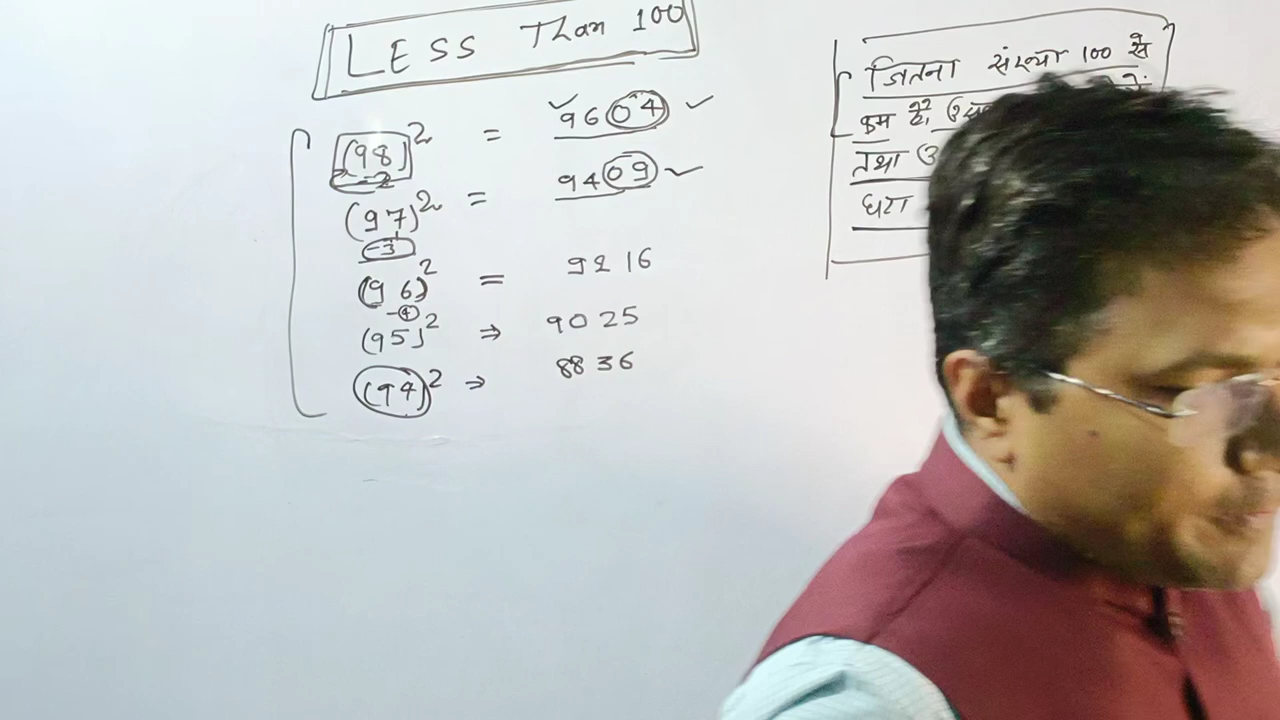 LESS Than 100
(98)² = 9604
-2
(97)² = 9409
-3
(96)² = 9216
-4
(95)² ⇒ 9025
(94)² ⇒ 8836
जितना संख्या 100 से
कम है,
तथा
घटा